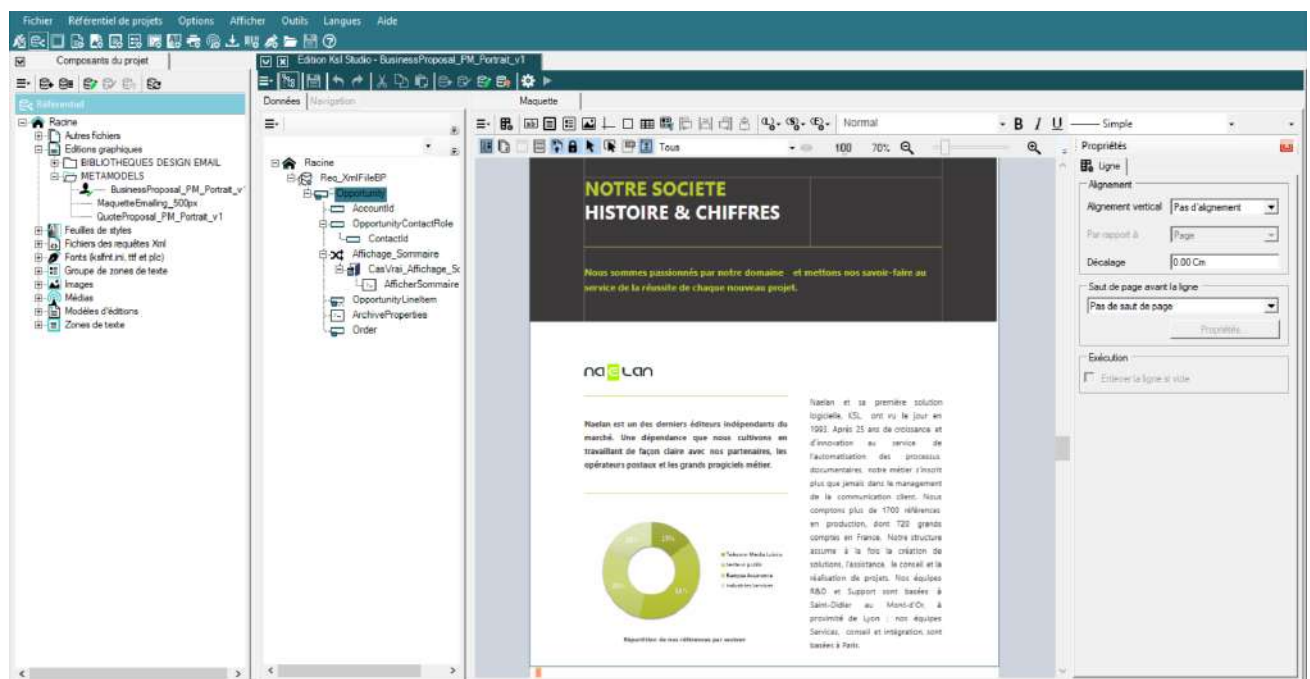 Fichier Référentiel de projets Options Afficher Outils Langues Aide
Composants du projet
Edition Ksl Studio - BusinessProposal_PM_Portrait_v1
Référentiel
Racine
Autres fichiers
Editions graphiques
BIBLIOTHEQUES DESIGN EMAIL
METAMODELS
BusinessProposal_PM_Portrait_v
MaquetteEmailing_500px
QuoteProposal_PM_Portrait_v1
Feuilles de styles
Fichiers des requêtes Xml
Fonts (kslfnt.ini, ttf et plc)
Groupe de zones de texte
Images
Médias
Modèles d'éditions
Zones de texte
Données Navigation
Racine
Req_XmlFileBP
Opportunity
AccountId
OpportunityContactRole
ContactId
Affichage_Sommaire
CasVrai_Affichage_Sc
AfficherSommaire
OpportunityLineItem
ArchiveProperties
Order
Maquette
Normal B I U Simple
Tous 100 70%
NOTRE SOCIETE
HISTOIRE & CHIFFRES
Nous sommes passionnés par notre domaine et mettons nos savoir-faire au
service de la réussite de chaque nouveau projet.
naelan
Naelan est un des derniers éditeurs indépendants du
marché. Une dépendance que nous cultivons en
travaillant de façon claire avec nos partenaires, les
opérateurs postaux et les grands progiciels métier.
Répartition de nos références par secteur
Naelan et sa première solution
logicielle, KSL, ont vu le jour en
1993. Après 25 ans de croissance et
d'innovation au service de
l'automatisation des processus
documentaires, notre métier s'inscrit
plus que jamais dans le management
de la communication client. Nous
comptons plus de 1700 références
en production, dont 720 grands
comptes en France. Notre structure
assume à la fois la création de
solutions, l'assistance, le conseil et la
réalisation de projets. Nos équipes
R&D et Support sont basées à
Saint-Didier au Mont-d'Or, à
proximité de Lyon ; nos équipes
Services, conseil et intégration sont
basées à Paris.
Propriétés
Ligne
Alignement
Alignement vertical Pas d'alignement
Par rapport à Page
Décalage 0.00 Cm
Saut de page avant la ligne
Pas de saut de page
Propriétés...
Exécution
Enlever la ligne si vide